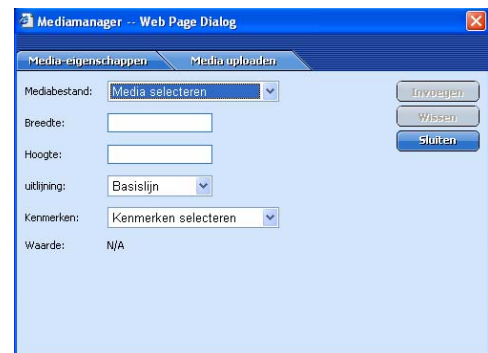 Mediamanager -- Web Page Dialog
Media-eigenschappen Media uploaden
Mediabestand: Media selecteren Invoegen
Wissen
Breedte:
Sluiten
Hoogte:
uitlijning: Basislijn
Kenmerken: Kenmerken selecteren
Waarde: N/A